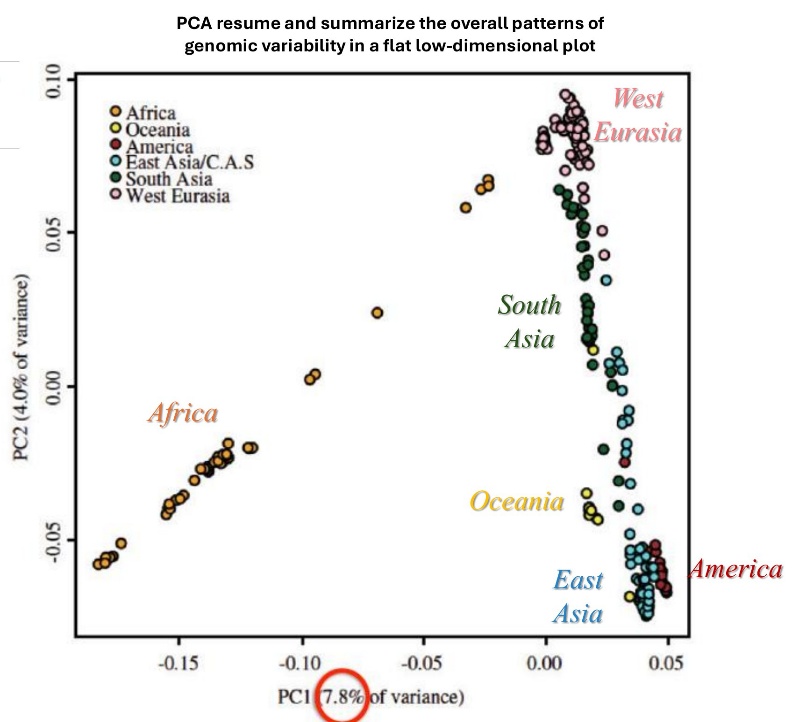 PCA resume and summarize the overall patterns of
genomic variability in a flat low-dimensional plot
Africa
Oceania
America
East Asia/C.A.S
South Asia
West Eurasia
West
Eurasia
South
Asia
Africa
Oceania
East
Asia
America
PC2 (4.0% of variance)
0.10
0.05
0.00
-0.05
-0.15
-0.10
-0.05
0.00
0.05
PC1 (7.8% of variance)